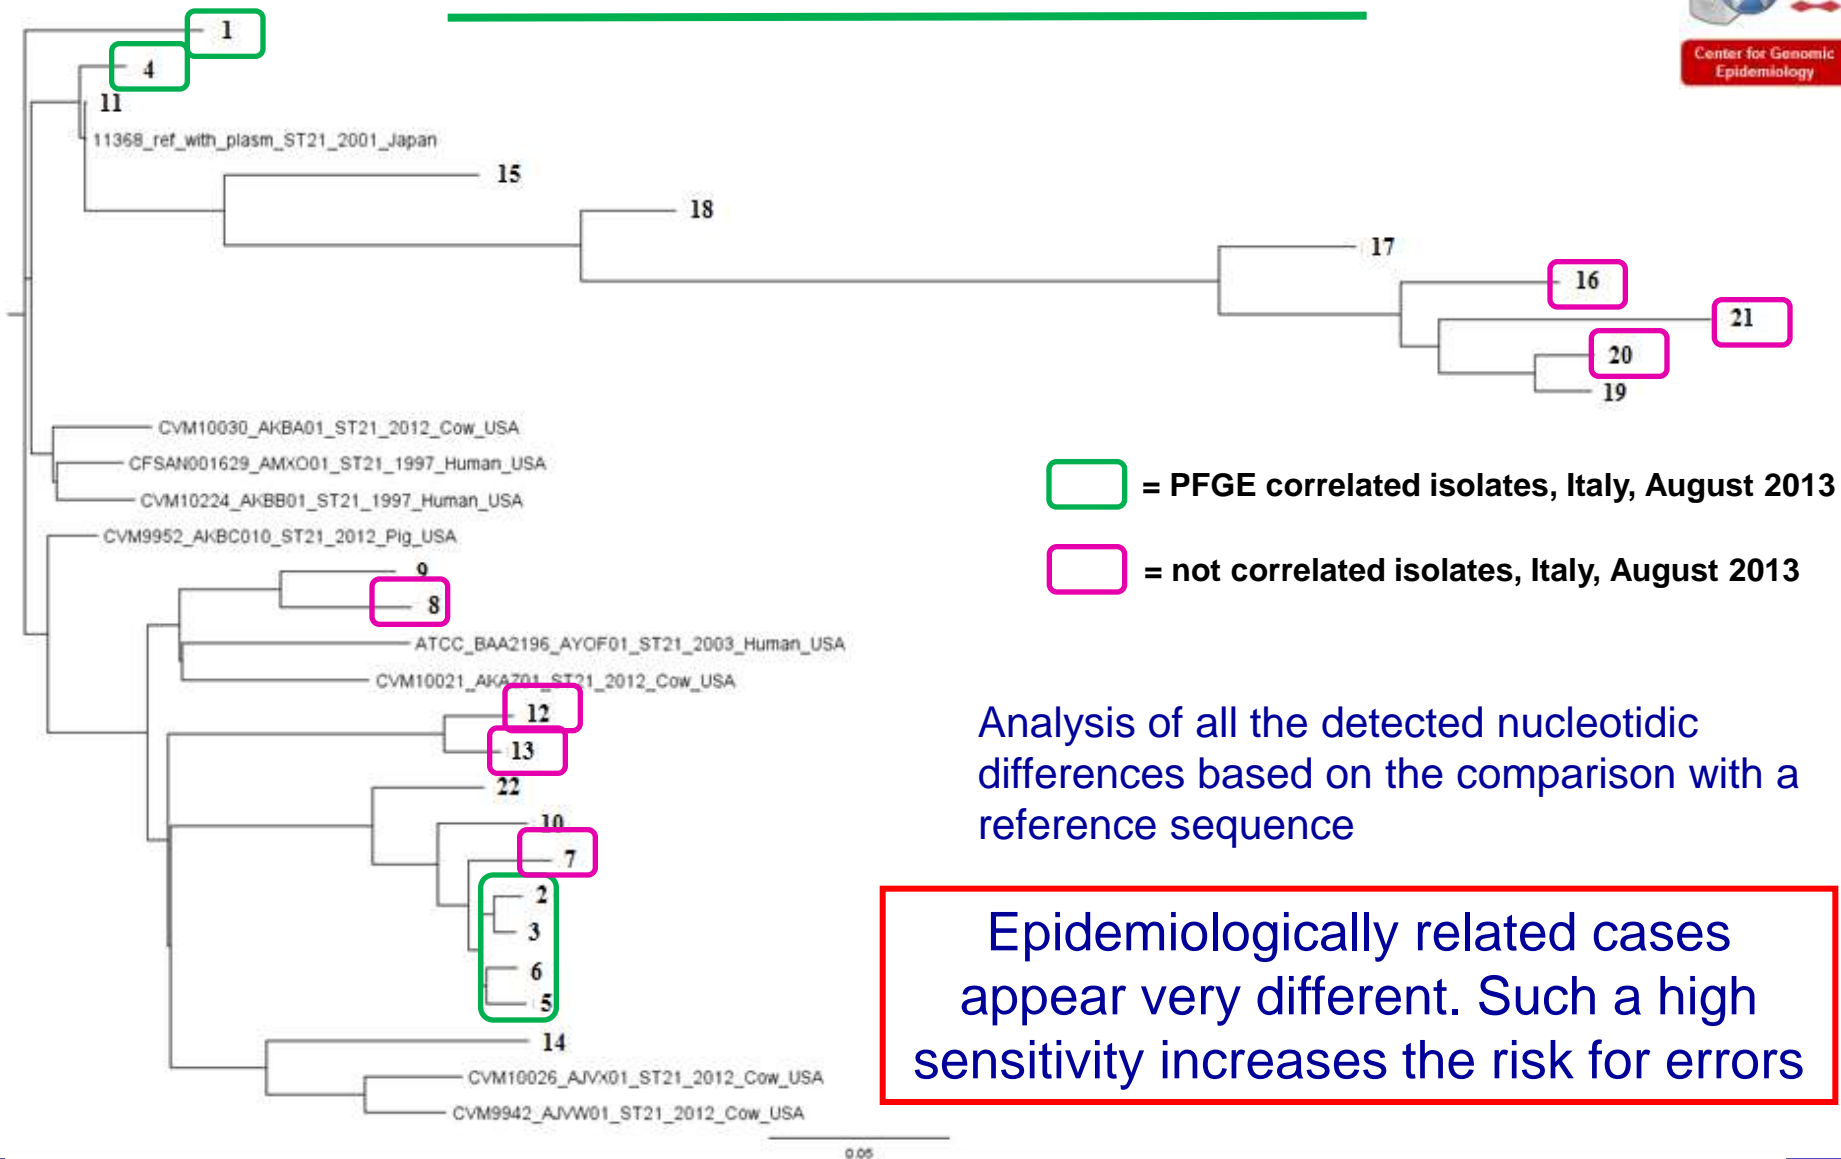 Center for Genomic
Epidemiology
1
4
11
11368_ref_with_plasm_ST21_2001_Japan
15
18
17
16
21
20
19
CVM10030_AKBA01_ST21_2012_Cow_USA
CFSAN001629_AMXO01_ST21_1997_Human_USA
CVM10224_AKBB01_ST21_1997_Human_USA
= PFGE correlated isolates, Italy, August 2013
CVM9952_AKBC010_ST21_2012_Pig_USA
9
= not correlated isolates, Italy, August 2013
8
ATCC_BAA2196_AYOF01_ST21_2003_Human_USA
CVM10021_AKAZ01_ST21_2012_Cow_USA
12
13
22
10
7
2
3
6
5
14
CVM10026_AJVX01_ST21_2012_Cow_USA
CVM9942_AJVW01_ST21_2012_Cow_USA
0.05
Analysis of all the detected nucleotidic
differences based on the comparison with a
reference sequence
Epidemiologically related cases
appear very different. Such a high
sensitivity increases the risk for errors